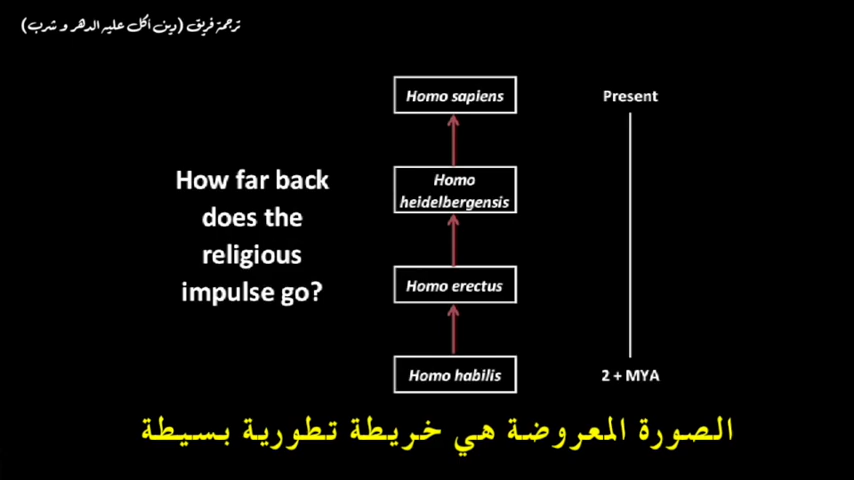 ترجمة فريق (دين أكل عليه الدهر و شرب)
Homo sapiens
Present
How far back
does the
religious
impulse go?
Homo
heidelbergensis
Homo erectus
Homo habilis
2 + MYA
الصورة المعروضة هي خريطة تطورية بسيطة